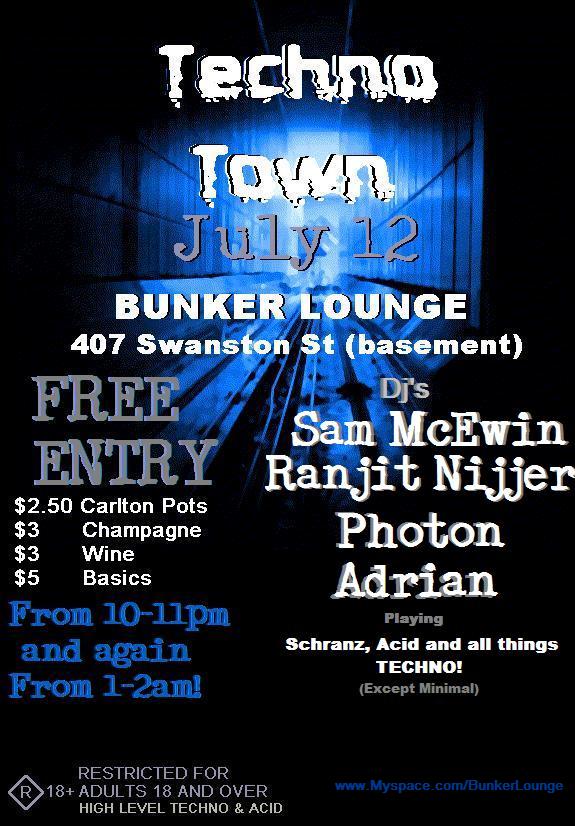 Techno
Town
July 12
BUNKER LOUNGE
407 Swanston St (basement)
FREE
ENTRY
$2.50 Carlton Pots
$3 Champagne
$3 Wine
$5 Basics
From 10-11pm
and again
From 1-2am!
Dj's
Sam McEwin
Ranjit Nijjer
Photon
Adrian
Playing
Schranz, Acid and all things
TECHNO!
(Except Minimal)
RESTRICTED FOR
R 18+ ADULTS 18 AND OVER
HIGH LEVEL TECHNO & ACID
www.Myspace.com/BunkerLounge